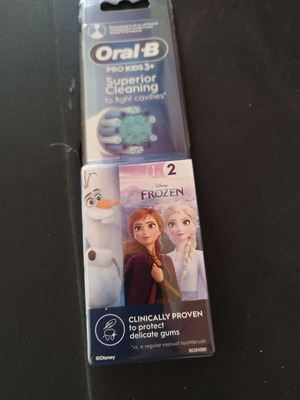 Oral-B
PRO KIDS 3+
Superior
Cleaning
to fight cavities*
2
Disney
FROZEN
CLINICALLY PROVEN
to protect
delicate gums
*vs. a regular manual toothbrush
©Disney